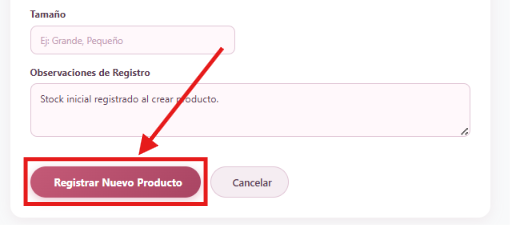 Tamaño
Ej: Grande, Pequeño
Observaciones de Registro
Stock inicial registrado al crear producto.
Registrar Nuevo Producto
Cancelar